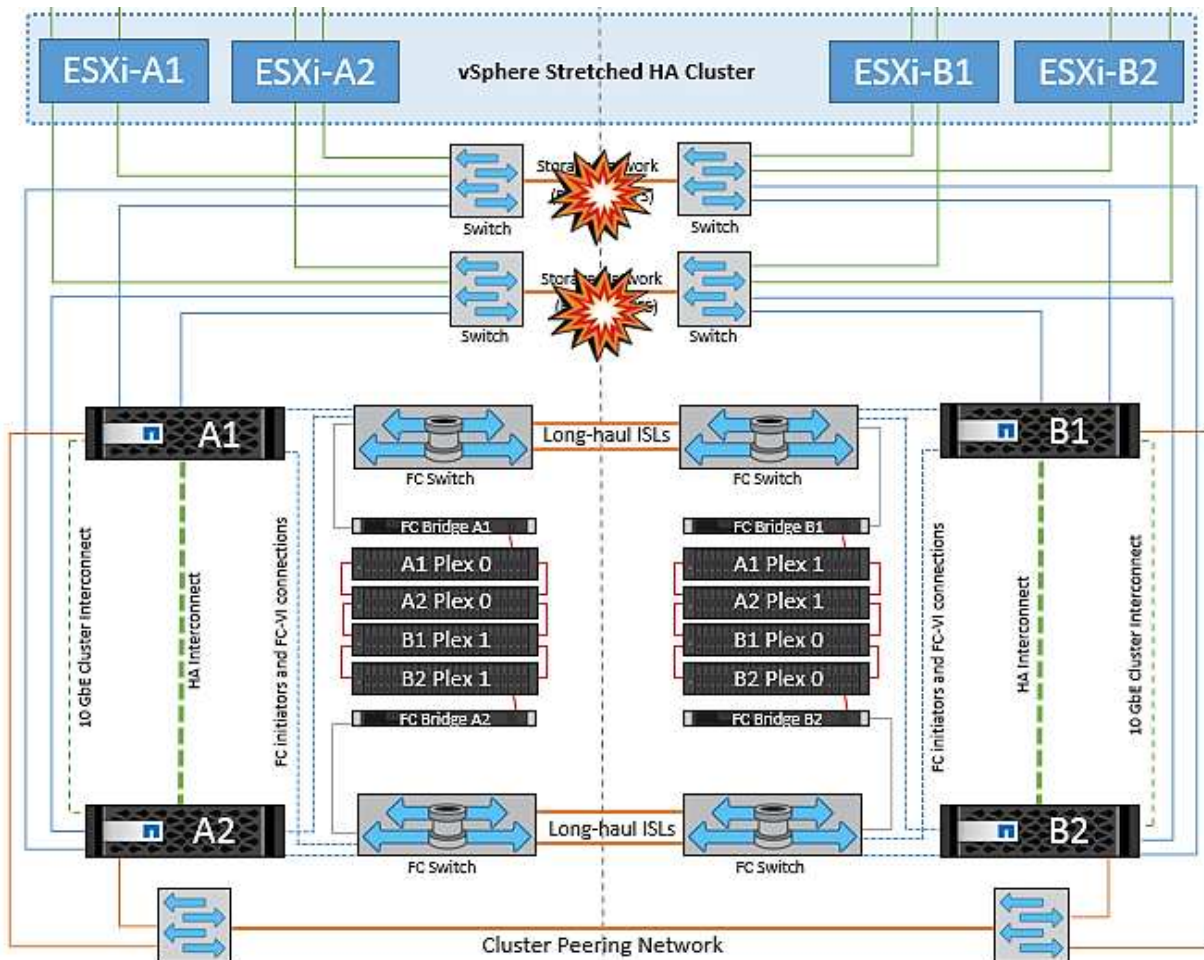 ESXi-A1
ESXi-A2
vSphere Stretched HA Cluster
ESXi-B1
ESXi-B2
Switch
Switch
Switch
Switch
A1
Long-haul ISLs
B1
FC Switch
FC Switch
10 GbE Cluster Interconnect
HA Interconnect
FC initiators and FC-VI connections
FC Bridge A1
A1 Plex 0
A2 Plex 0
B1 Plex 1
B2 Plex 1
FC Bridge A2
FC Bridge B1
A1 Plex 1
A2 Plex 1
B1 Plex 0
B2 Plex 0
FC Bridge B2
FC initiators and FC-VI connections
HA Interconnect
10 GbE Cluster Interconnect
A2
Long-haul ISLs
B2
FC Switch
FC Switch
Cluster Peering Network